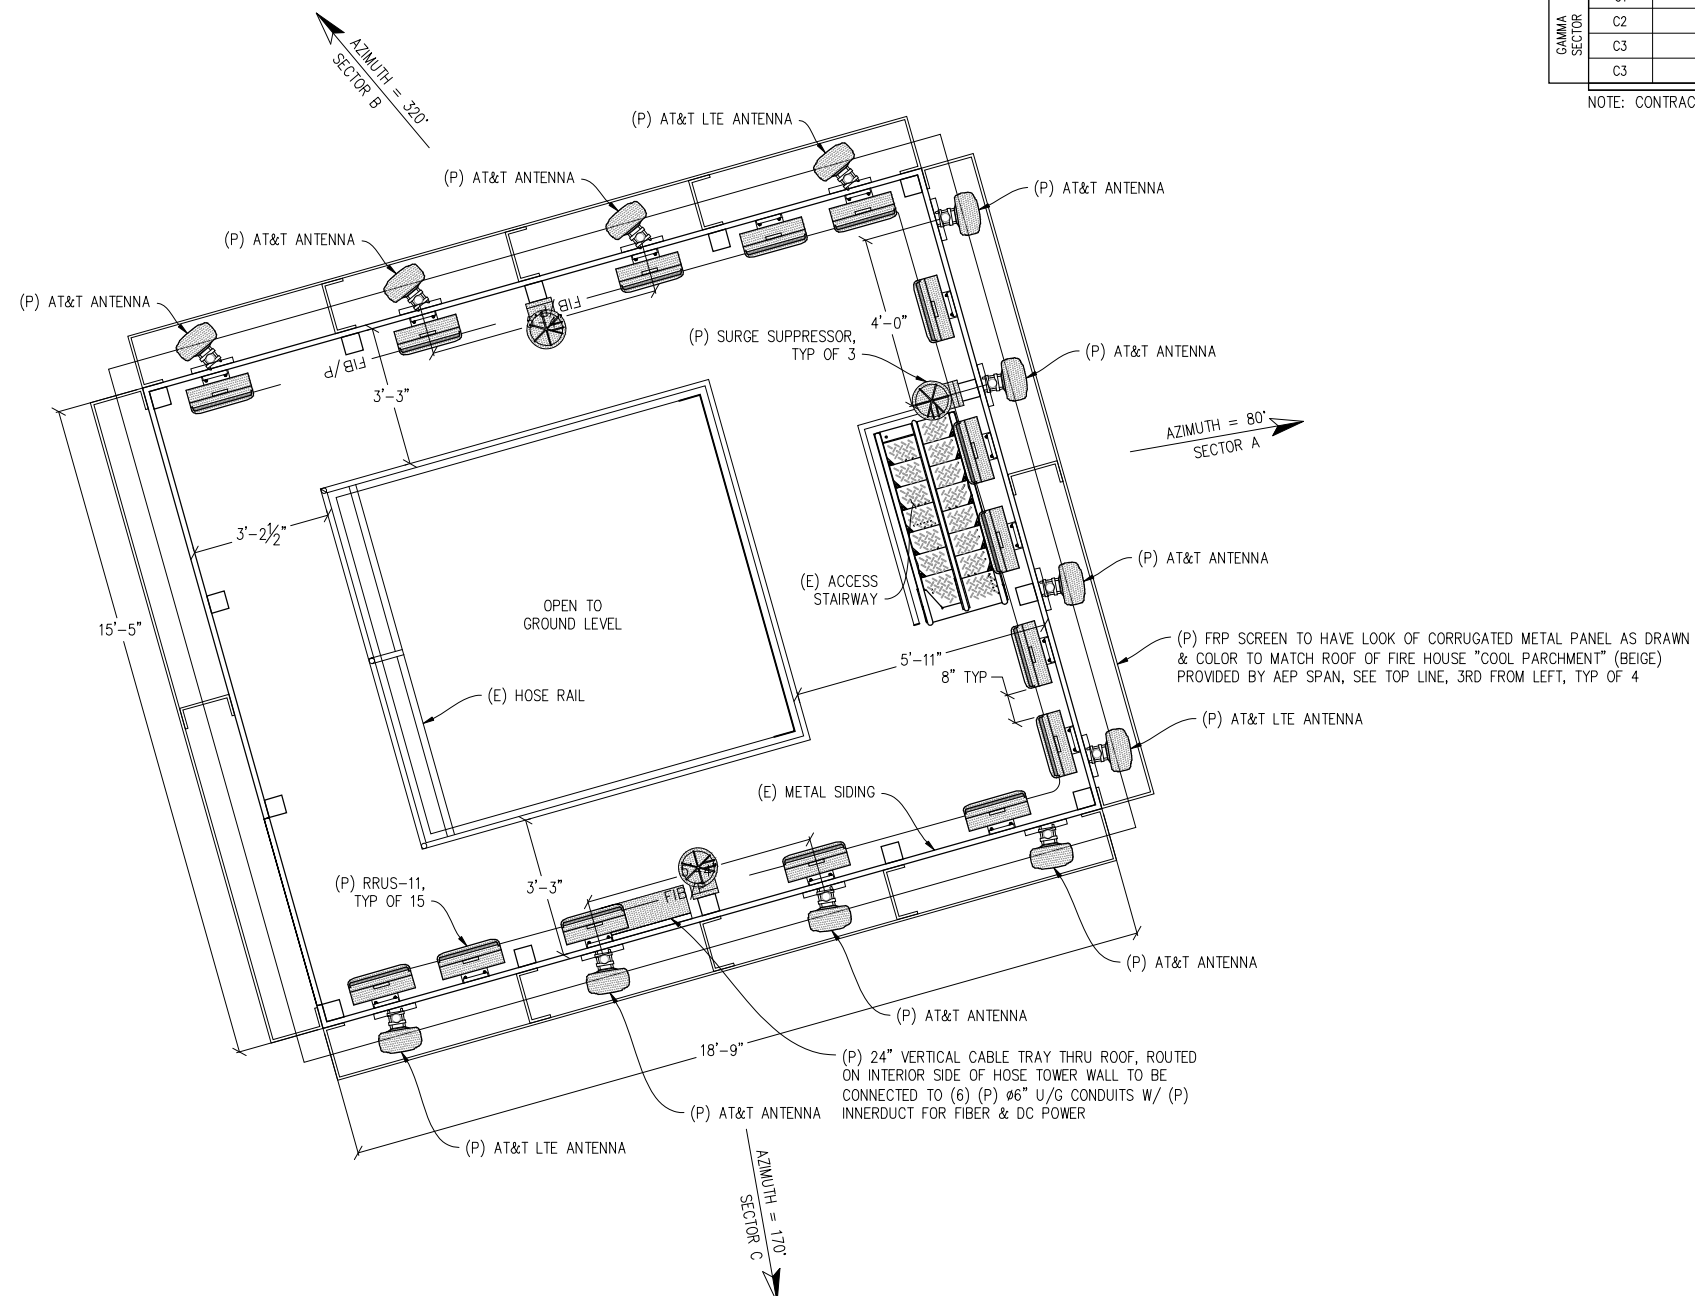 GAMMA
SECTOR
C2
C3
C3
NOTE: CONTRAC
AZIMUTH = 320°
SECTOR B
(P) AT&T LTE ANTENNA
(P) AT&T ANTENNA
(P) AT&T ANTENNA
(P) AT&T ANTENNA
(P) AT&T ANTENNA
FIB/P
4'-0"
(P) SURGE SUPPRESSOR,
TYP OF 3
(P) AT&T ANTENNA
3'-3"
AZIMUTH = 80°
SECTOR A
3'-2½"
(P) AT&T ANTENNA
(E) ACCESS
STAIRWAY
OPEN TO
GROUND LEVEL
15'-5"
5'-11"
8" TYP
(P) FRP SCREEN TO HAVE LOOK OF CORRUGATED METAL PANEL AS DRAWN
& COLOR TO MATCH ROOF OF FIRE HOUSE "COOL PARCHMENT" (BEIGE)
PROVIDED BY AEP SPAN, SEE TOP LINE, 3RD FROM LEFT, TYP OF 4
(E) HOSE RAIL
(P) AT&T LTE ANTENNA
(E) METAL SIDING
(P) RRUS-11,
TYP OF 15
3'-3"
FIB
(P) AT&T ANTENNA
(P) AT&T ANTENNA
18'-9"
(P) 24" VERTICAL CABLE TRAY THRU ROOF, ROUTED
ON INTERIOR SIDE OF HOSE TOWER WALL TO BE
CONNECTED TO (6) (P) ø6" U/G CONDUITS W/ (P)
INNERDUCT FOR FIBER & DC POWER
(P) AT&T ANTENNA
(P) AT&T LTE ANTENNA
AZIMUTH = 170°
SECTOR C